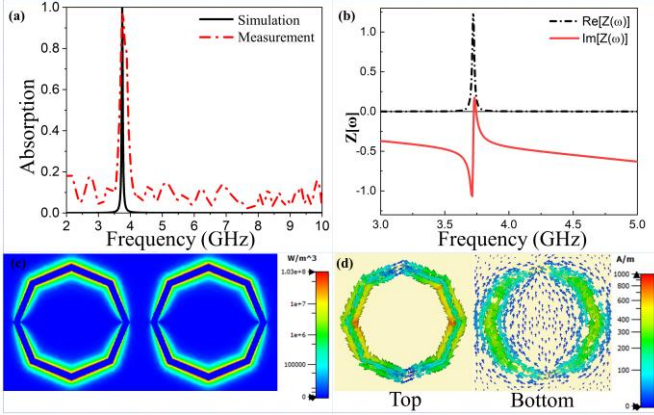 (a)
1.0
0.8
0.6
0.4
0.2
0.0
Absorption
Simulation
Measurement
2 3 4 5 6 7 8 9 10
Frequency (GHz)
(b)
1.0
0.5
0.0
-0.5
-1.0
Z[ω]
Re[Z(ω)]
Im[Z(ω)]
3.0 3.5 4.0 4.5 5.0
Frequency (GHz)
(c)
W/m^3
1.03e+8
1e+7
1e+6
100000
0
(d)
Top
Bottom
A/m
1000
800
600
400
300
200
100
0